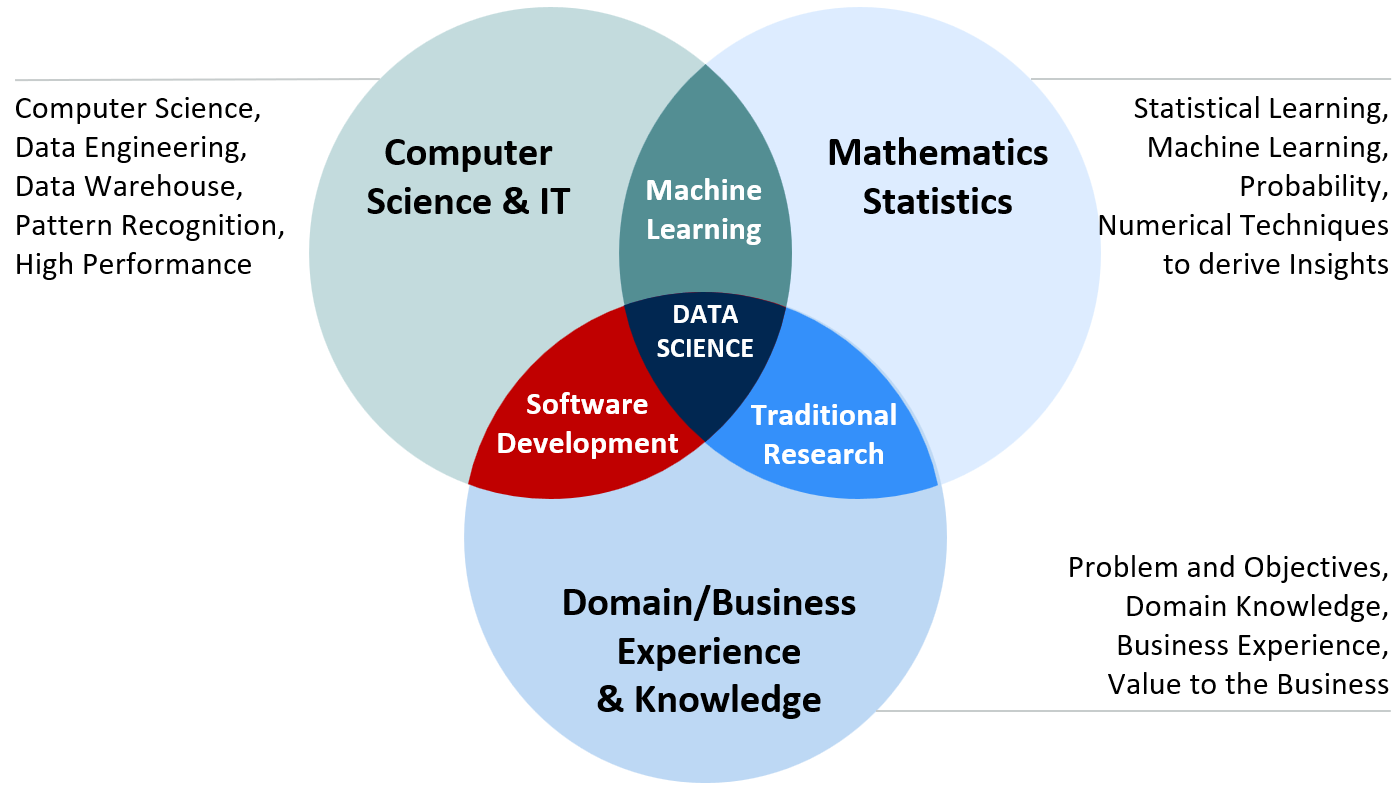 Computer Science,
Data Engineering,
Data Warehouse,
Pattern Recognition,
High Performance
Computer
Science & IT
Machine
Learning
Mathematics
Statistics
Statistical Learning,
Machine Learning,
Probability,
Numerical Techniques
to derive Insights
DATA
SCIENCE
Software
Development
Traditional
Research
Domain/Business
Experience
& Knowledge
Problem and Objectives,
Domain Knowledge,
Business Experience,
Value to the Business